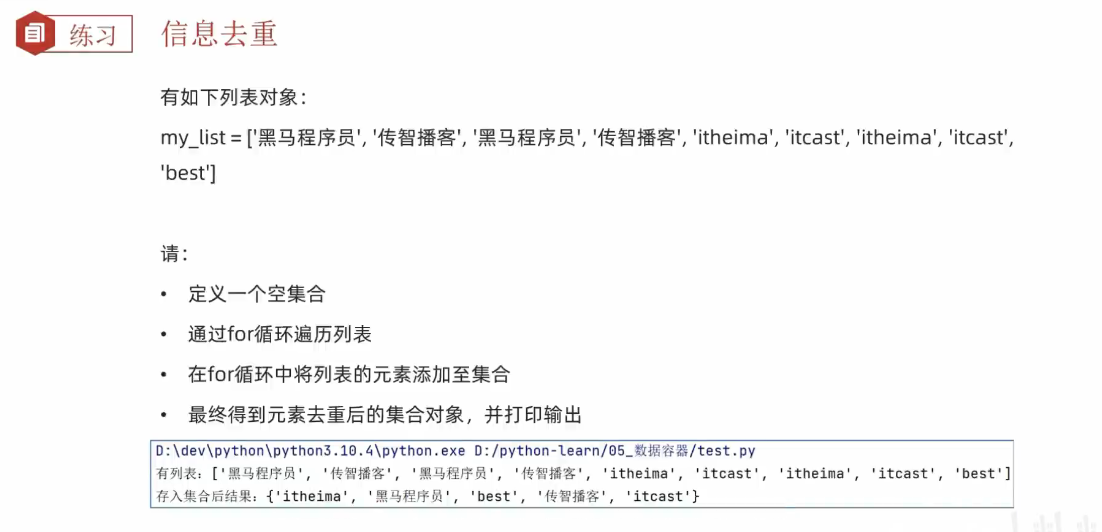 练习 信息去重
有如下列表对象：
my_list = ['黑马程序员', '传智播客', '黑马程序员', '传智播客', 'itheima', 'itcast', 'itheima', 'itcast',
'best']
请：
• 定义一个空集合
• 通过for循环遍历列表
• 在for循环中将列表的元素添加至集合
• 最终得到元素去重后的集合对象，并打印输出
D:\dev\python\python3.10.4\python.exe D:/python-learn/05_数据容器/test.py
有列表：['黑马程序员', '传智播客', '黑马程序员', '传智播客', 'itheima', 'itcast', 'itheima', 'itcast', 'best']
存入集合后结果：{'itheima', '黑马程序员', 'best', '传智播客', 'itcast'}